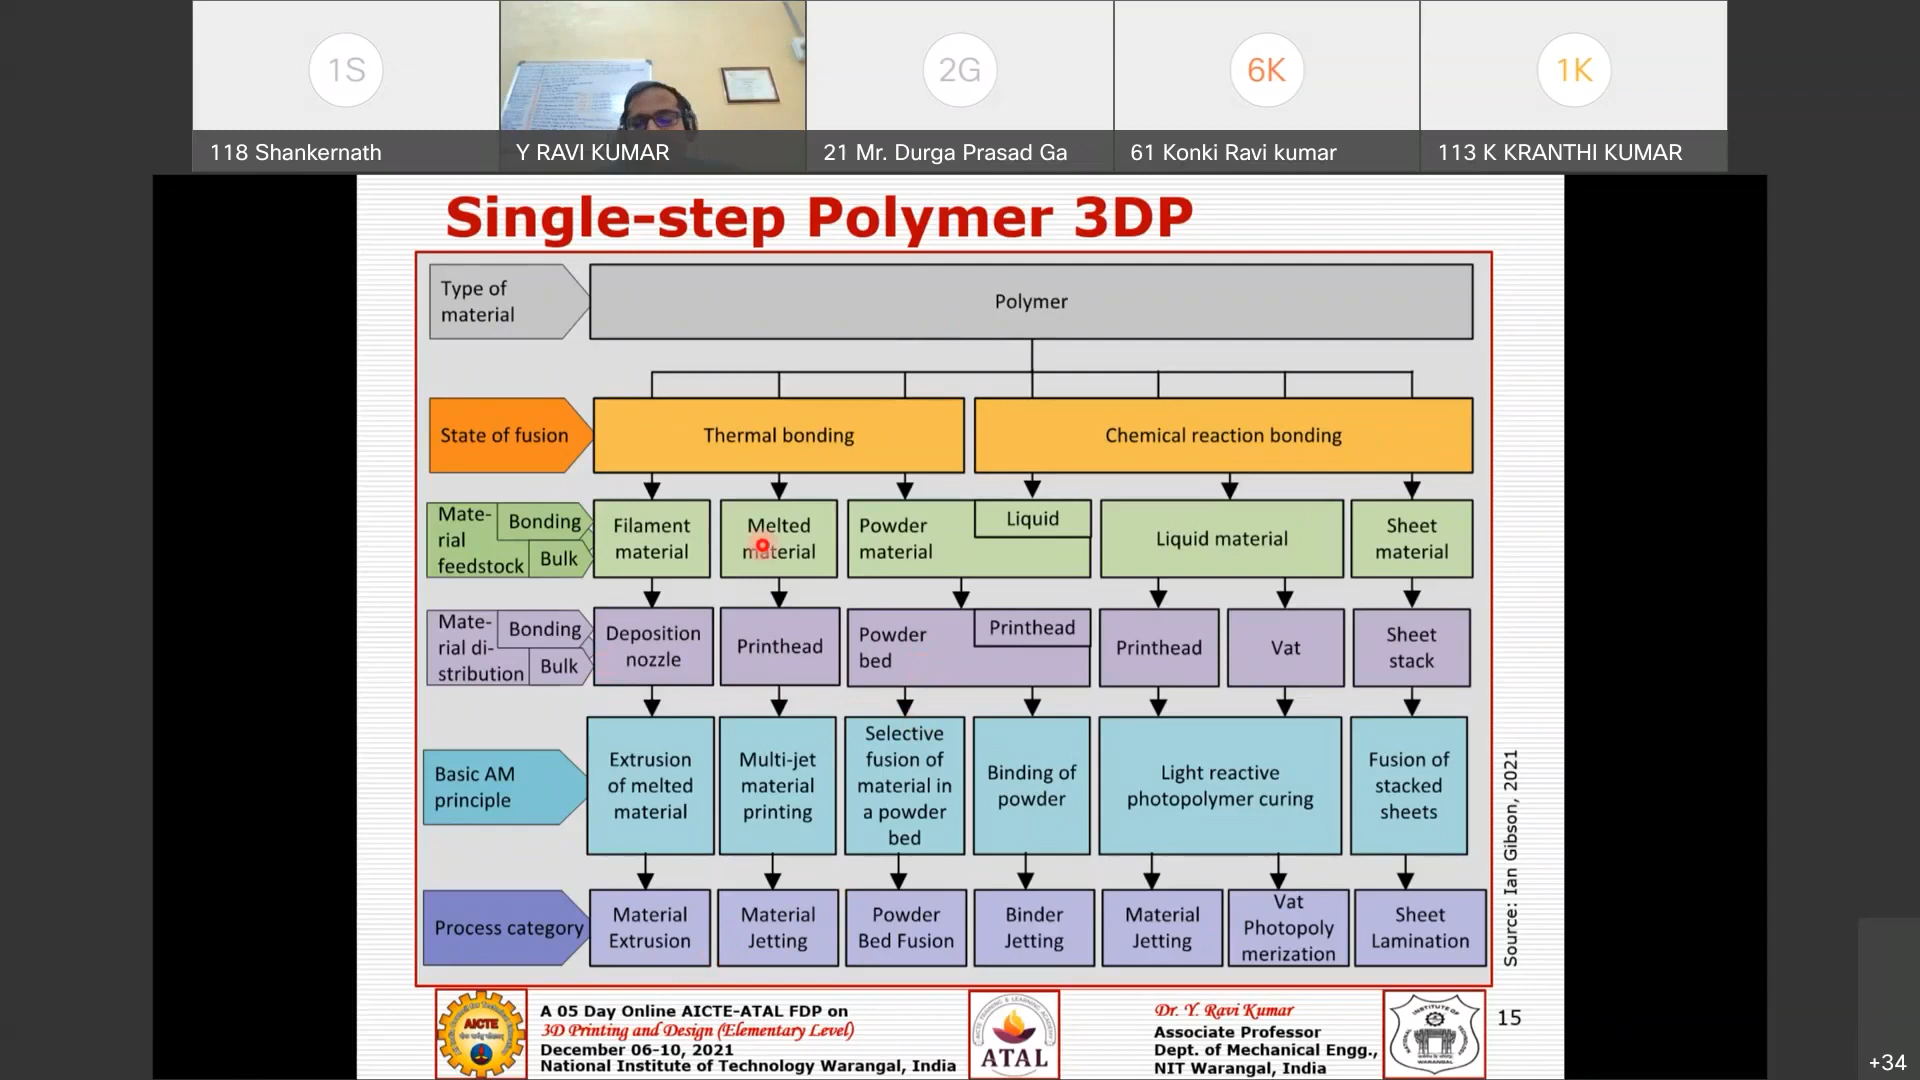 1S
2G
6K
1K
118 Shankernath
Y RAVI KUMAR
21 Mr. Durga Prasad Ga
61 Konki Ravi kumar
113 K KRANTHI KUMAR
Single-step Polymer 3DP
Type of
material
Polymer
State of fusion
Thermal bonding
Chemical reaction bonding
Mate-
rial
feedstock
Bonding
Bulk
Filament
material
Melted
material
Powder
material
Liquid
Liquid material
Sheet
material
Mate-
rial di-
stribution
Bonding
Bulk
Deposition
nozzle
Printhead
Powder
bed
Printhead
Printhead
Vat
Sheet
stack
Basic AM
principle
Extrusion
of melted
material
Multi-jet
material
printing
Selective
fusion of
material in
a powder
bed
Binding of
powder
Light reactive
photopolymer curing
Fusion of
stacked
sheets
Process category
Material
Extrusion
Material
Jetting
Powder
Bed Fusion
Binder
Jetting
Material
Jetting
Vat
Photopoly
merization
Sheet
Lamination
Source: Ian Gibson, 2021
AICTE
A 05 Day Online AICTE-ATAL FDP on
3D Printing and Design (Elementary Level)
December 06-10, 2021
National Institute of Technology Warangal, India
ATAL
Dr. Y. Ravi Kumar
Associate Professor
Dept. of Mechanical Engg.,
NIT Warangal, India
15
+34